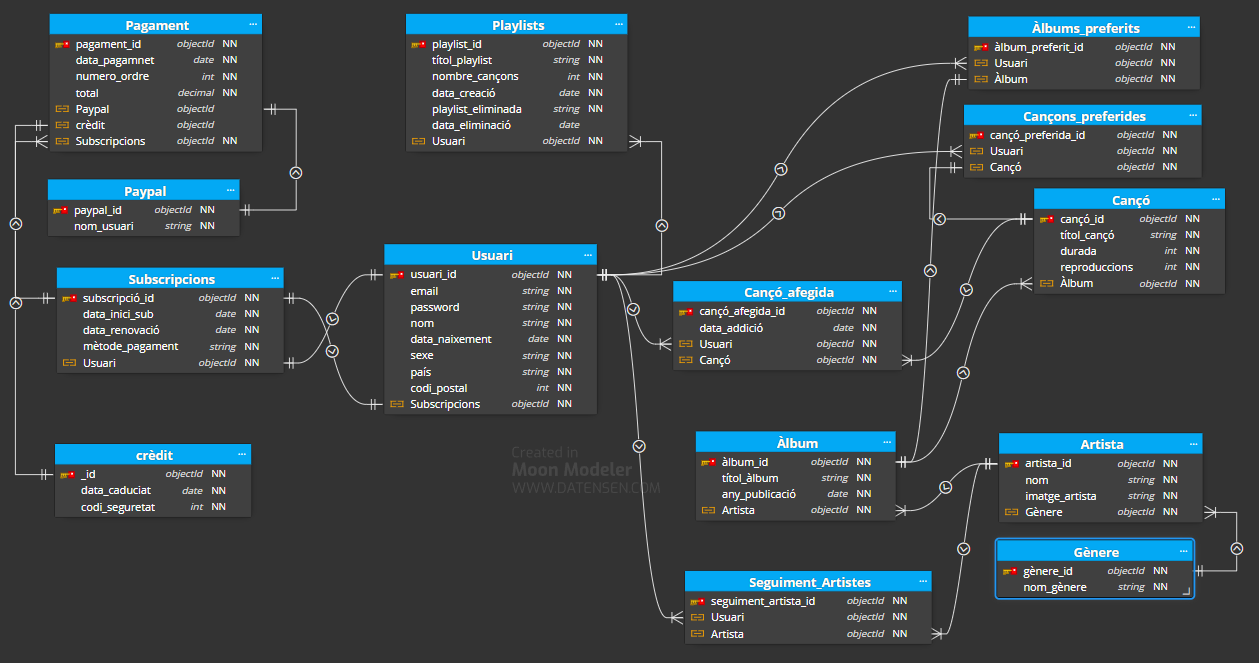 Pagament ...
pagament_id objectId NN
data_pagamnet date NN
numero_ordre int NN
total decimal NN
Paypal objectId
crèdit objectId
Subscripcions objectId NN
Playlists ...
playlist_id objectId NN
títol_playlist string NN
nombre_cançons int NN
data_creació date NN
playlist_eliminada string NN
data_eliminació date
Usuari objectId NN
Àlbums_preferits ...
àlbum_preferit_id objectId NN
Usuari objectId NN
Àlbum objectId NN
Cançons_preferides ...
cançó_preferida_id objectId NN
Usuari objectId NN
Cançó objectId NN
Paypal ...
paypal_id objectId NN
nom_usuari string NN
Cançó ...
cançó_id objectId NN
títol_cançó string NN
durada int NN
reproduccions int NN
Àlbum objectId NN
Subscripcions ...
subscripció_id objectId NN
data_inici_sub date NN
data_renovació date NN
mètode_pagament string NN
Usuari objectId NN
Usuari ...
usuari_id objectId NN
email string NN
password string NN
nom string NN
data_naixement date NN
sexe string NN
país string NN
codi_postal int NN
Subscripcions objectId NN
Cançó_afegida ...
cançó_afegida_id objectId NN
data_addició date NN
Usuari objectId NN
Cançó objectId NN
crèdit ...
_id objectId NN
data_caduciat date NN
codi_seguretat int NN
Created in
Moon Modeler
WWW.DATENSEN.COM
Àlbum ...
àlbum_id objectId NN
títol_àlbum string NN
any_publicació date NN
Artista objectId NN
Artista ...
artista_id objectId NN
nom string NN
imatge_artista string NN
Gènere objectId NN
Gènere ...
gènere_id objectId NN
nom_gènere string NN
Seguiment_Artistes ...
seguiment_artista_id objectId NN
Usuari objectId NN
Artista objectId NN